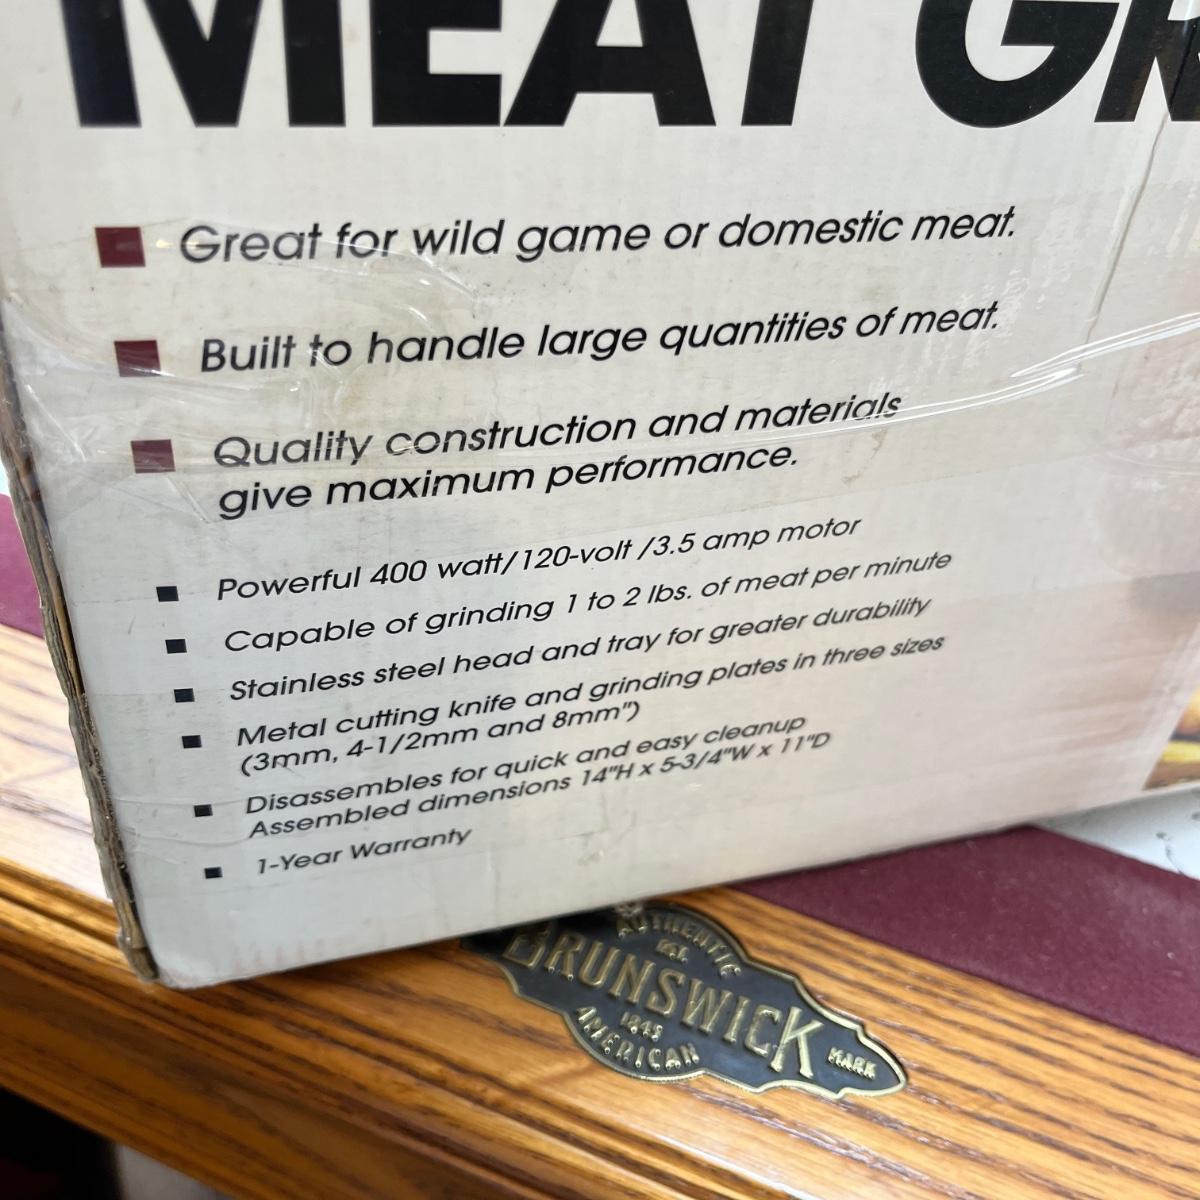 MEAT GR
Great for wild game or domestic meat.
Built to handle large quantities of meat.
Quality construction and materials
give maximum performance.
Powerful 400 watt/120-volt /3.5 amp motor
Capable of grinding 1 to 2 lbs. of meat per minute
Stainless steel head and tray for greater durability
Metal cutting knife and grinding plates in three sizes
(3mm, 4-1/2mm and 8mm")
Disassembles for quick and easy cleanup
Assembled dimensions 14"H x 5-3/4"W x 11"D
1-Year Warranty
AUTHENTIC
BRUNSWICK
1845
AMERICAN
MARK